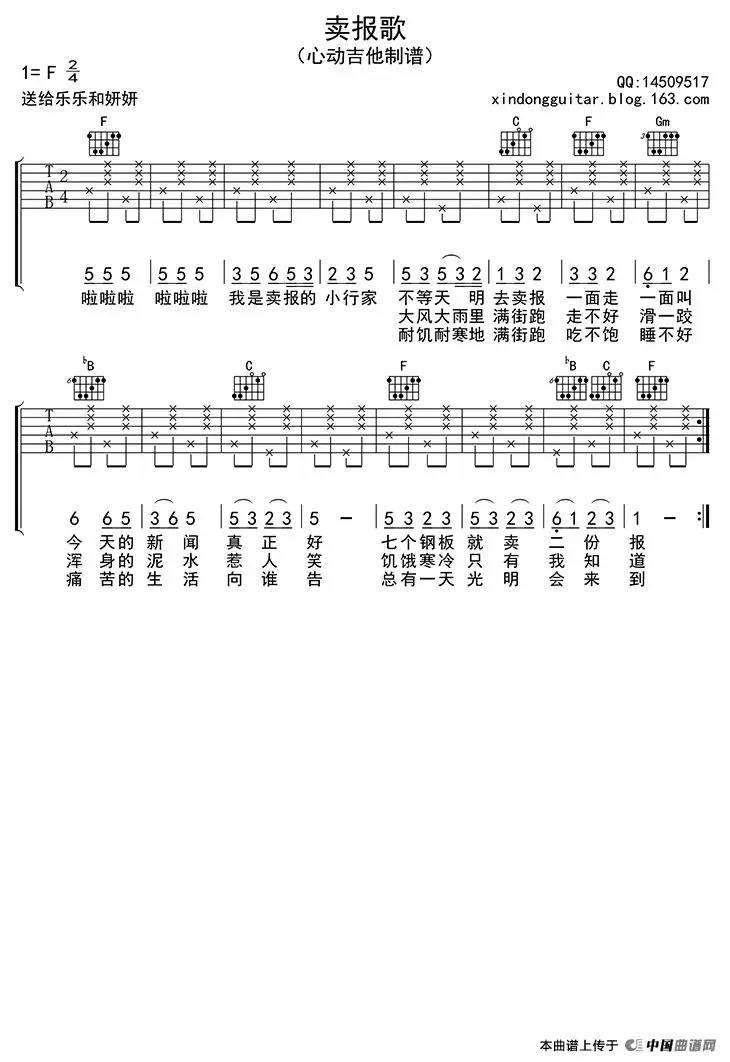 卖报歌
（心动吉他制谱）
1= F 2/4
QQ:14509517
送给乐乐和妍妍
xindongguitar.blog.163.com
F C F Gm
T A B 2 4
5 5 5 | 5 5 5 | 3 5 6 5 3 | 2 3 5 | 5 3 5 3 2 | 1 3 2 | 5 3 2 | 6 1 2
啦啦啦 啦啦啦 我是卖报的 小行家 不等天 明去卖报 一面走 一面叫
大风大雨里 满街跑 走不好 滑一跤
耐饥耐寒地 满街跑 吃不饱 睡不好
♭B C F ♭B C F
T A B
6 6 5 | 3 6 5 | 5 3 2 3 | 5 — | 5 3 2 3 | 5 3 2 3 | 6 1 2 3 | 1 — :||
今 天的 新 闻 真 正 好 七个钢板 就 卖 二 份 报
浑 身的 泥 水 惹 人 笑 饥饿寒冷 只 有 我 知 道
痛 苦的 生 活 向 谁 告 总有一天 光 明 会 来 到
本曲谱上传于 中国曲谱网